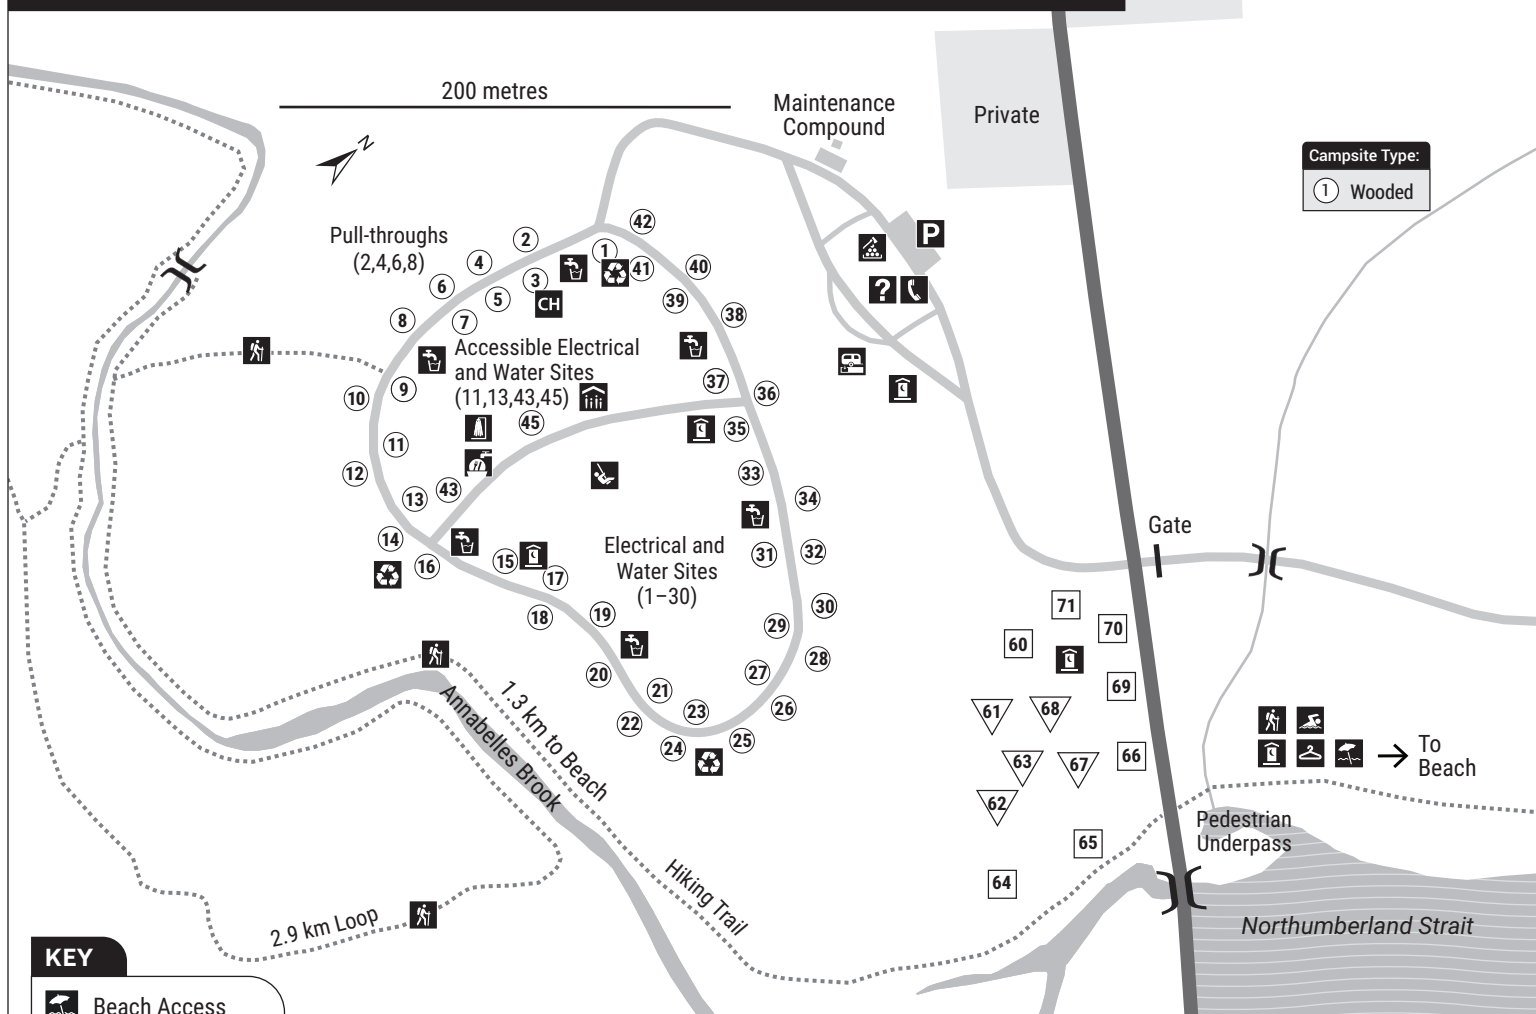 200 metres
Maintenance
Compound
Private
Campsite Type:
1 Wooded
N
Pull-throughs
(2,4,6,8)
P
?
42
2
1
4
3
41
40
6
5
CH
39
8
7
38
Accessible Electrical
and Water Sites
(11,13,43,45)
9
10
37
36
45
35
11
12
33
43
13
34
14
Gate
16
15
17
Electrical and
Water Sites
(1–30)
31
32
18
19
30
29
28
20
27
21
26
22
23
25
24
71
70
60
69
61
68
66
63
67
62
65
64
1.3 km to Beach
Annabelles Brook
Hiking Trail
2.9 km Loop
To
Beach
Pedestrian
Underpass
Northumberland Strait
KEY
Beach Access